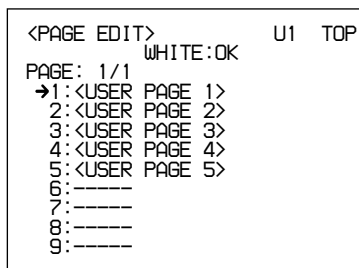 <PAGE EDIT> U1 TOP
WHITE:OK
PAGE: 1/1
➔1:<USER PAGE 1>
2:<USER PAGE 2>
3:<USER PAGE 3>
4:<USER PAGE 4>
5:<USER PAGE 5>
6:-----
7:-----
8:-----
9:-----